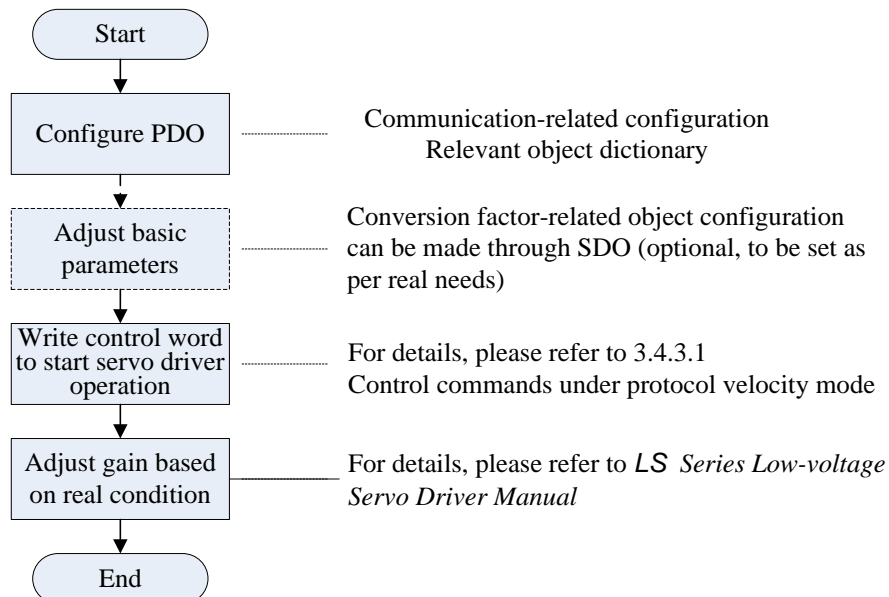 Start
Configure PDO
Communication-related configuration
Relevant object dictionary
Adjust basic
parameters
Conversion factor-related object configuration
can be made through SDO (optional, to be set as
per real needs)
Write control word
to start servo driver
operation
For details, please refer to 3.4.3.1
Control commands under protocol velocity mode
Adjust gain based
on real condition
For details, please refer to LS Series Low-voltage
Servo Driver Manual
End